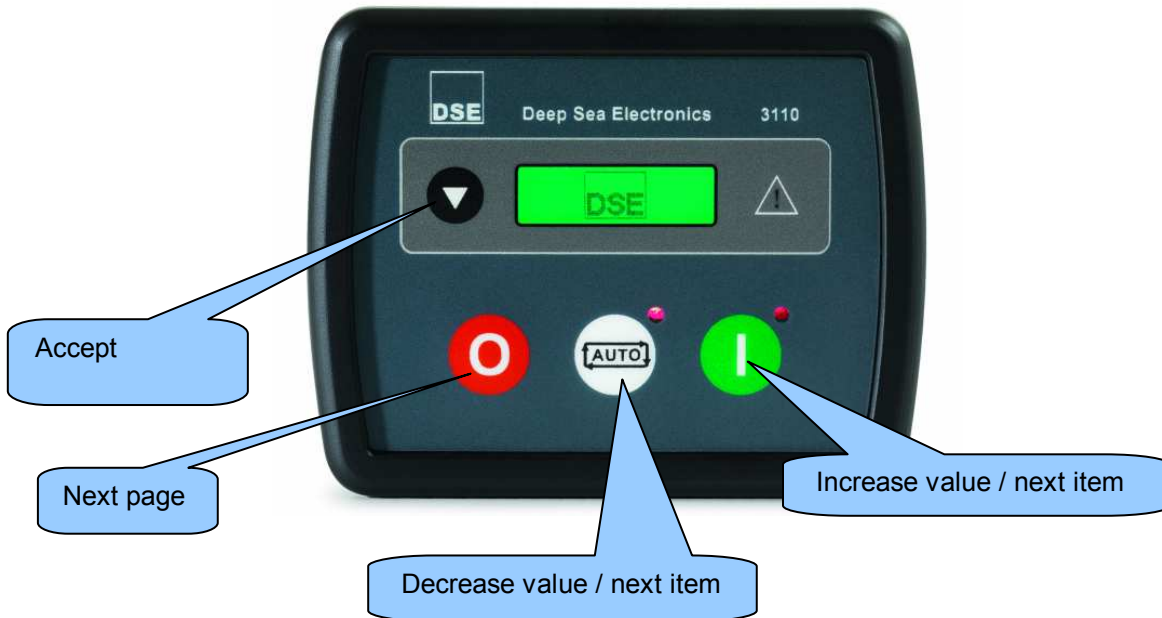 DSE Deep Sea Electronics 3110
DSE
!
Accept
O
AUTO
I
Next page
Increase value / next item
Decrease value / next item